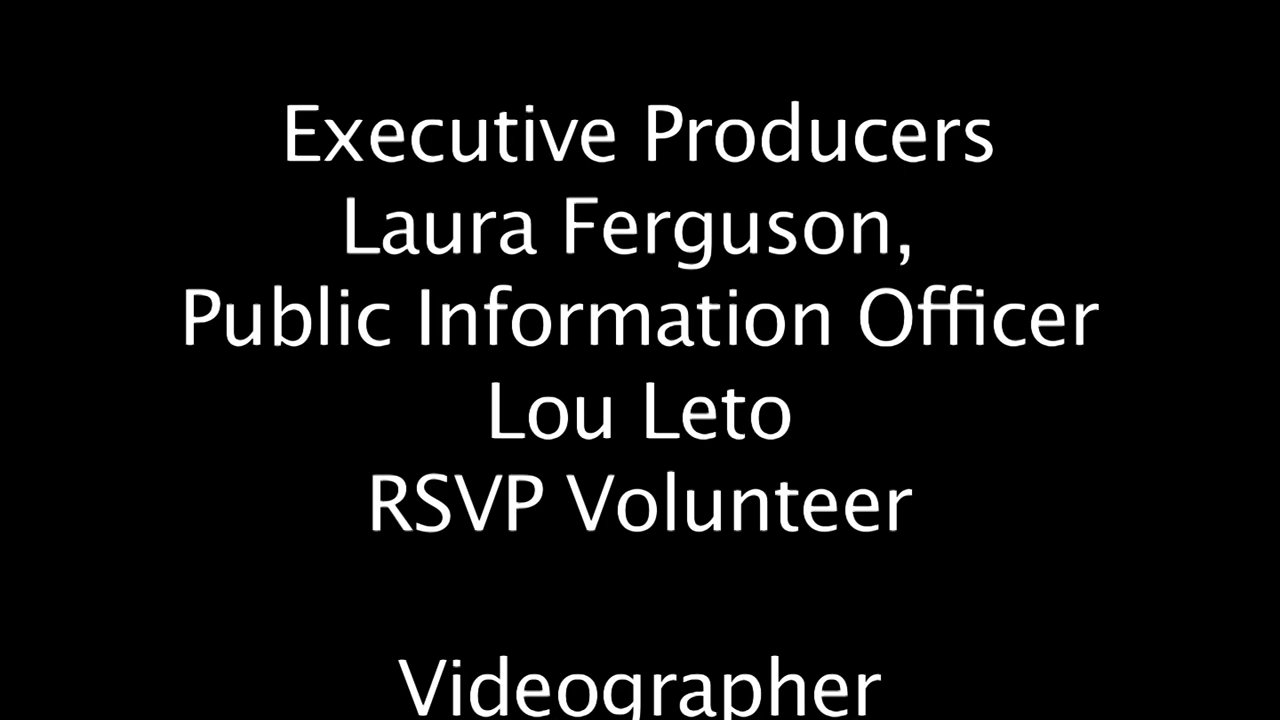 Executive Producers
Laura Ferguson,
Public Information Officer
Lou Leto
RSVP Volunteer
Videographer